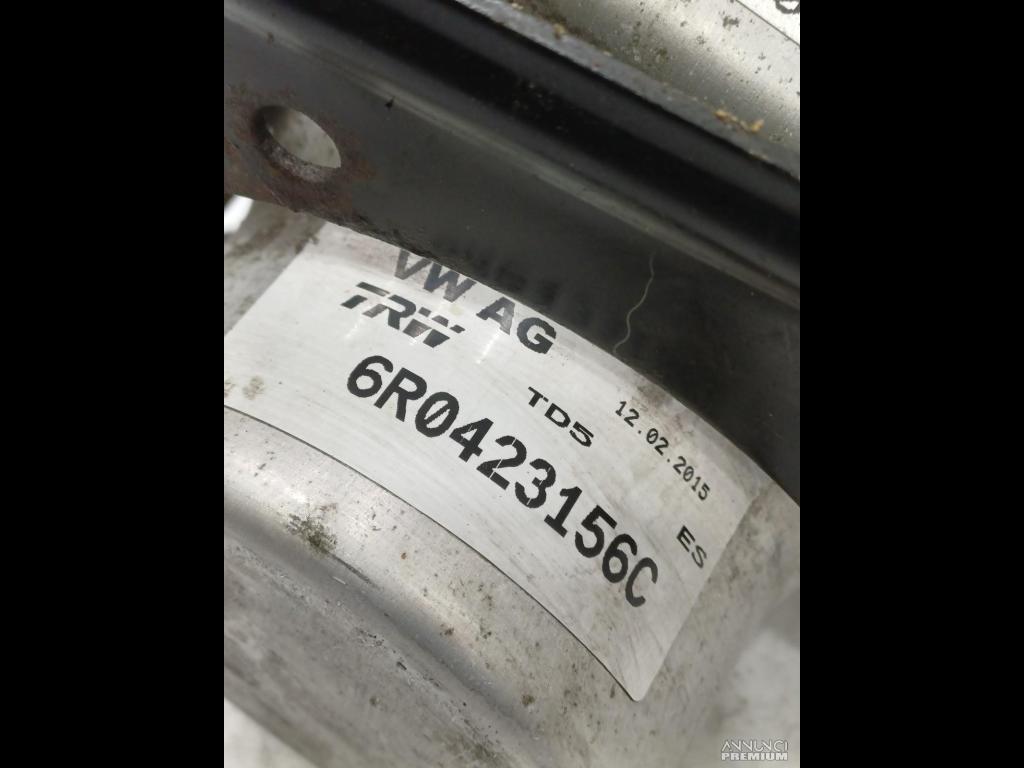 VW AG
TRW
TD5
12.02.2015
6R0423156C
ES
ANNUNCI
PREMIUM